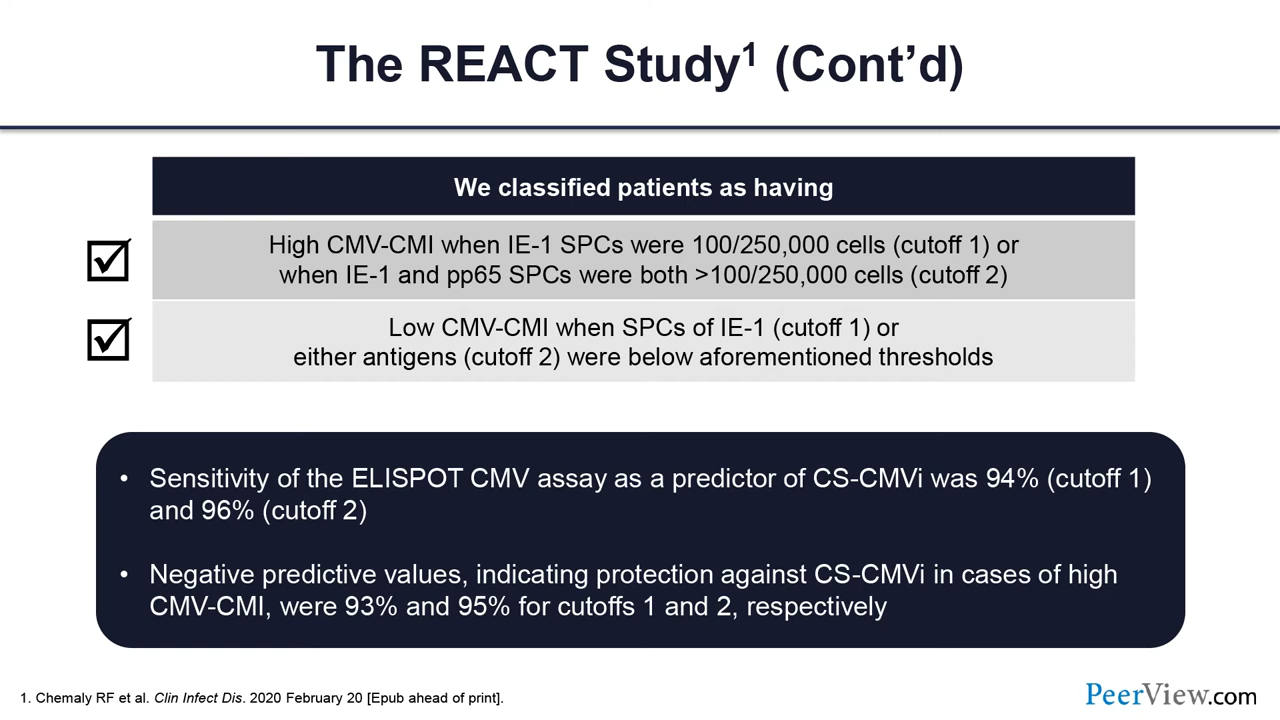 The REACT Study¹ (Cont’d)
We classified patients as having
High CMV-CMI when IE-1 SPCs were 100/250,000 cells (cutoff 1) or
when IE-1 and pp65 SPCs were both >100/250,000 cells (cutoff 2)
Low CMV-CMI when SPCs of IE-1 (cutoff 1) or
either antigens (cutoff 2) were below aforementioned thresholds
• Sensitivity of the ELISPOT CMV assay as a predictor of CS-CMVi was 94% (cutoff 1)
and 96% (cutoff 2)
• Negative predictive values, indicating protection against CS-CMVi in cases of high
CMV-CMI, were 93% and 95% for cutoffs 1 and 2, respectively
1. Chemaly RF et al. Clin Infect Dis. 2020 February 20 [Epub ahead of print].
PeerView.com